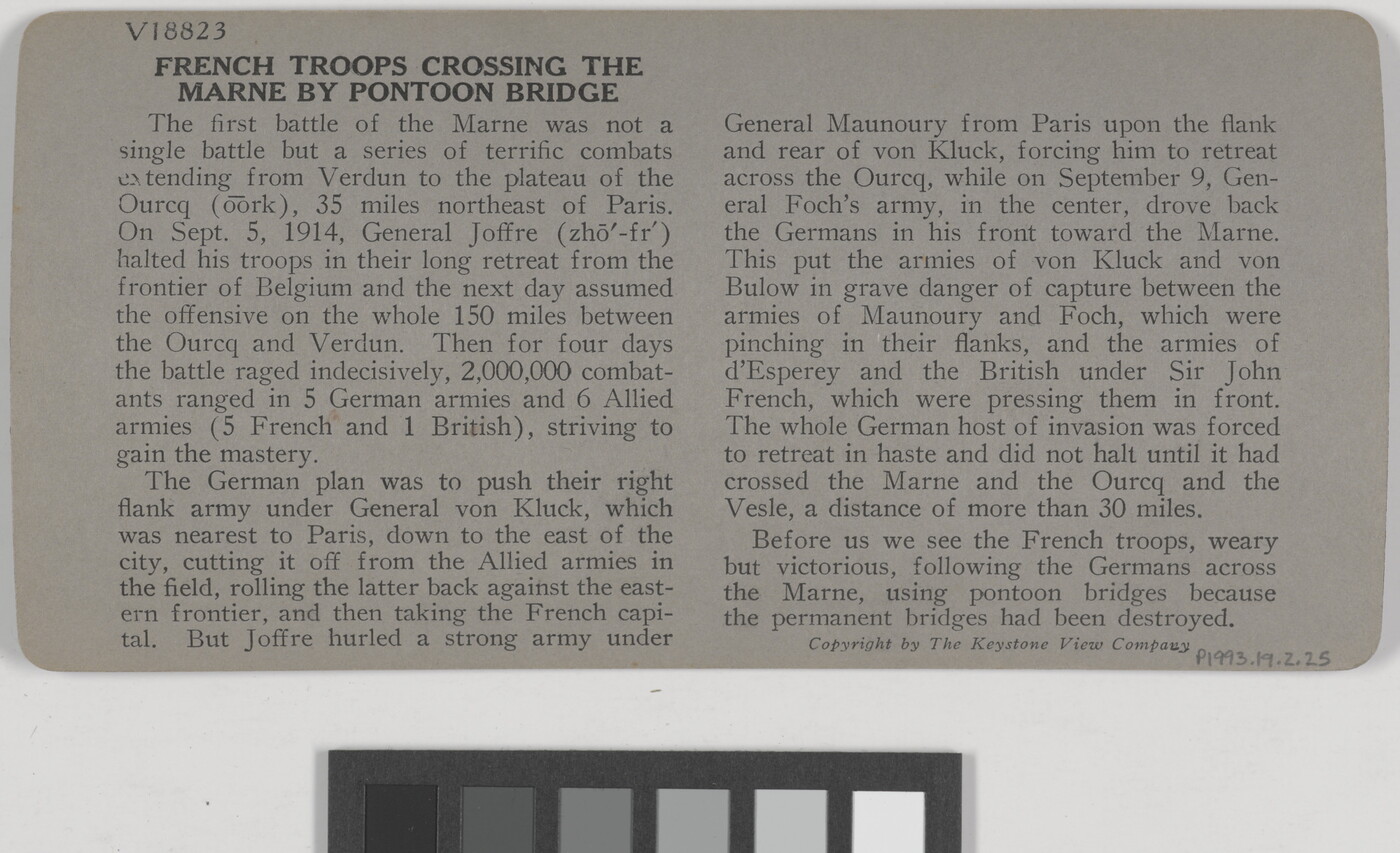 V18823
FRENCH TROOPS CROSSING THE
MARNE BY PONTOON BRIDGE
The first battle of the Marne was not a
single battle but a series of terrific combats
extending from Verdun to the plateau of the
Ourcq (o͞ork), 35 miles northeast of Paris.
On Sept. 5, 1914, General Joffre (zhō′-fr′)
halted his troops in their long retreat from the
frontier of Belgium and the next day assumed
the offensive on the whole 150 miles between
the Ourcq and Verdun. Then for four days
the battle raged indecisively, 2,000,000 combat-
ants ranged in 5 German armies and 6 Allied
armies (5 French and 1 British), striving to
gain the mastery.
The German plan was to push their right
flank army under General von Kluck, which
was nearest to Paris, down to the east of the
city, cutting it off from the Allied armies in
the field, rolling the latter back against the east-
ern frontier, and then taking the French capi-
tal. But Joffre hurled a strong army under
General Maunoury from Paris upon the flank
and rear of von Kluck, forcing him to retreat
across the Ourcq, while on September 9, Gen-
eral Foch's army, in the center, drove back
the Germans in his front toward the Marne.
This put the armies of von Kluck and von
Bulow in grave danger of capture between the
armies of Maunoury and Foch, which were
pinching in their flanks, and the armies of
d'Esperey and the British under Sir John
French, which were pressing them in front.
The whole German host of invasion was forced
to retreat in haste and did not halt until it had
crossed the Marne and the Ourcq and the
Vesle, a distance of more than 30 miles.
Before us we see the French troops, weary
but victorious, following the Germans across
the Marne, using pontoon bridges because
the permanent bridges had been destroyed.
Copyright by The Keystone View Company
P1993.19.2.25